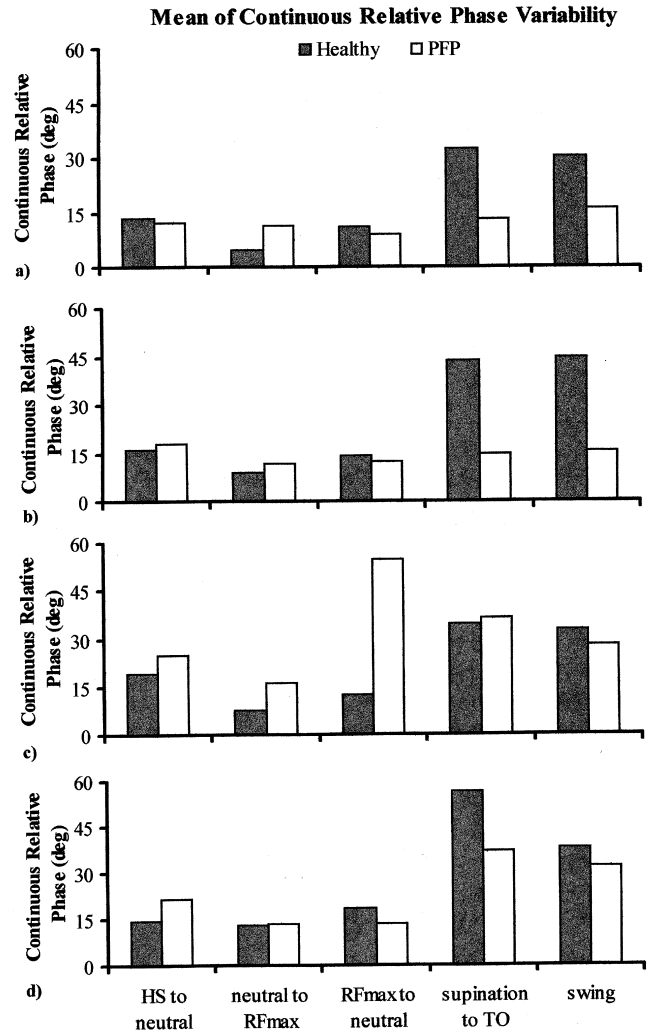 Mean of Continuous Relative Phase Variability
Healthy PFP
Continuous Relative
Phase (deg)
60
45
30
15
0
a)
Continuous Relative
Phase (deg)
60
45
30
15
0
b)
Continuous Relative
Phase (deg)
60
45
30
15
0
c)
Continuous Relative
Phase (deg)
60
45
30
15
0
d)
HS to
neutral
neutral to
RFmax
RFmax to
neutral
supination
to TO
swing